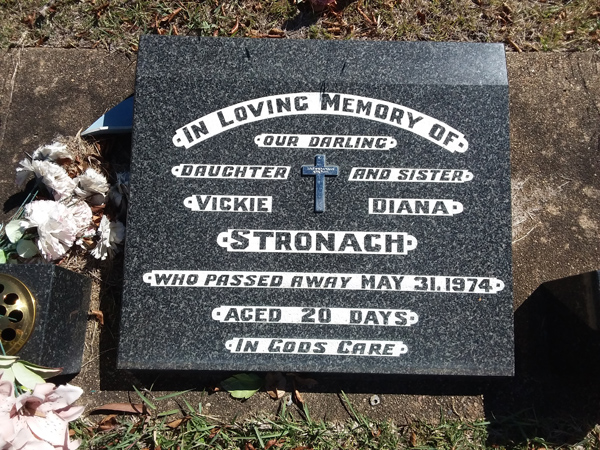 IN LOVING MEMORY OF
OUR DARLING
DAUGHTER AND SISTER
VICKIE DIANA
STRONACH
WHO PASSED AWAY MAY 31.1974
AGED 20 DAYS
IN GODS CARE